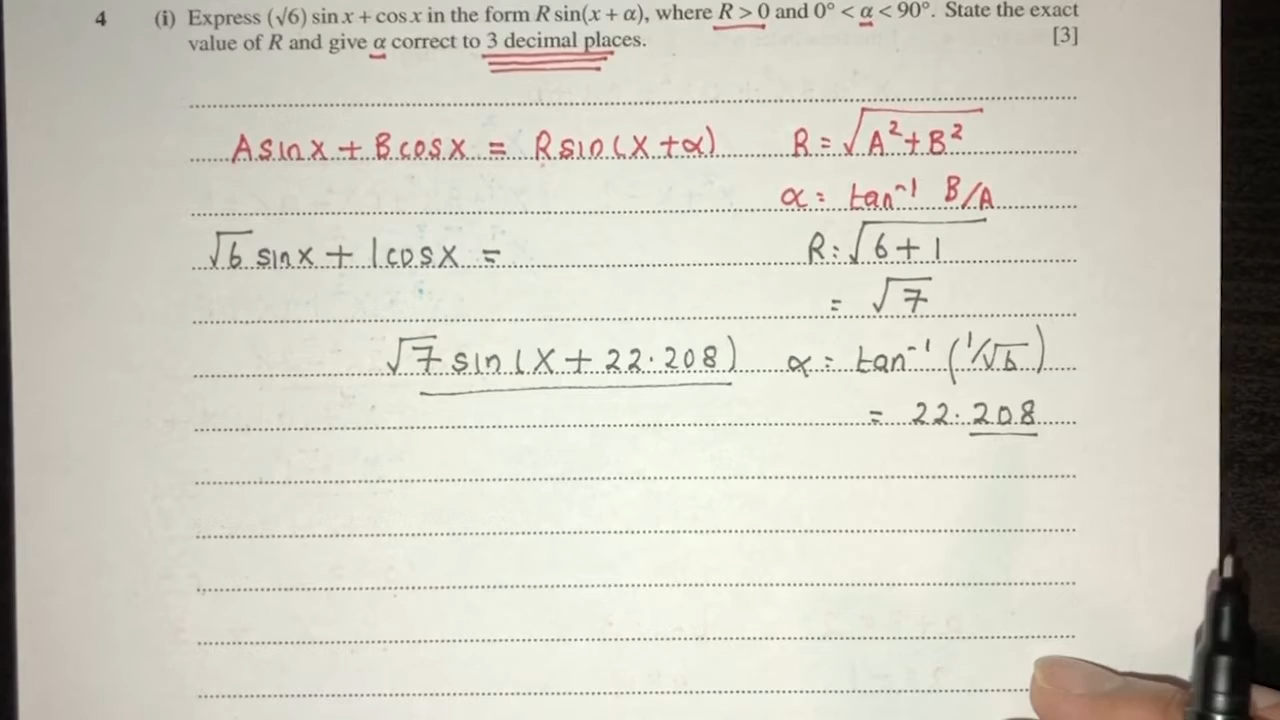 4 (i) Express (√6) sin x + cos x in the form R sin(x + α), where R > 0 and 0° < α < 90°. State the exact
value of R and give α correct to 3 decimal places. [3]
A sin x + B cos x = R sin (x + α) R = √A² + B²
α = tan⁻¹ B/A
√6 sin x + 1 cos x = R = √6 + 1
= √7
√7 sin (x + 22.208) α = tan⁻¹ (1/√6)
= 22.208